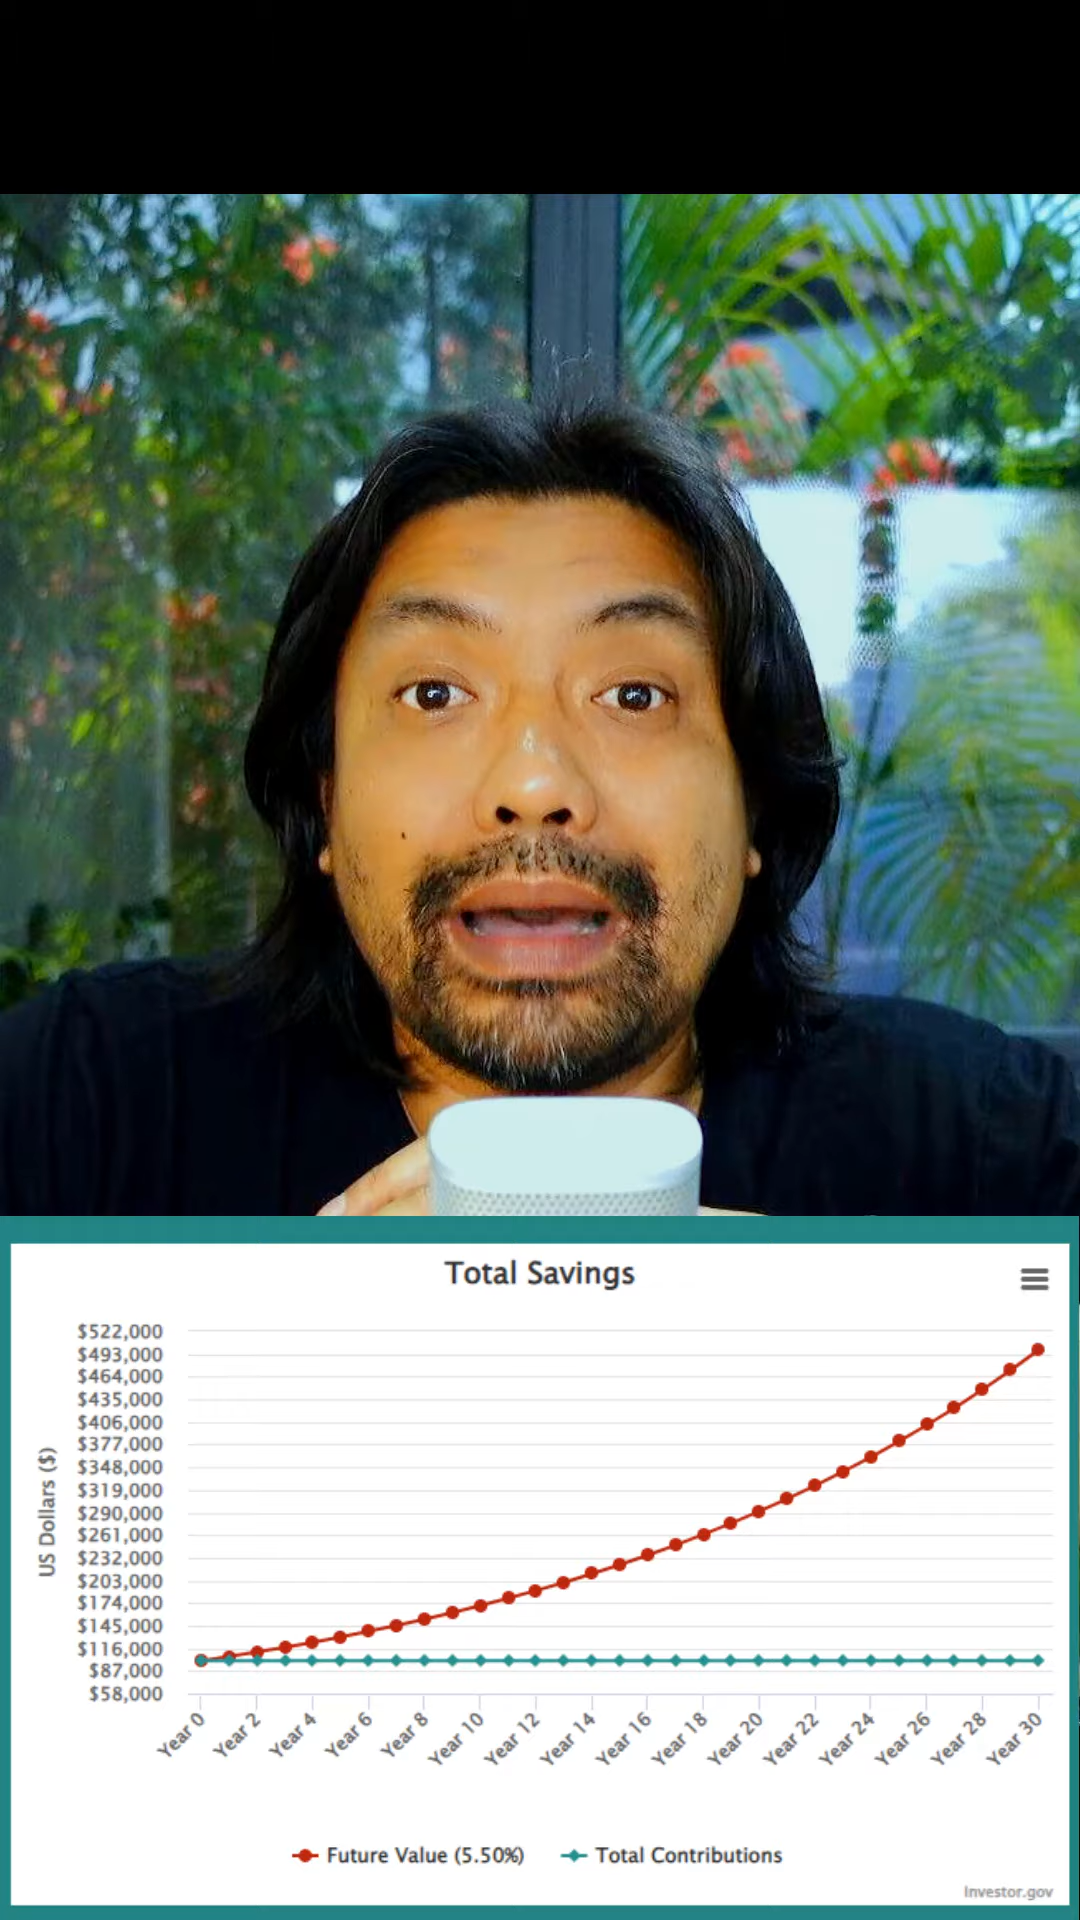 Total Savings
$522,000
$493,000
$464,000
$435,000
$406,000
$377,000
$348,000
$319,000
$290,000
$261,000
$232,000
$203,000
$174,000
$145,000
$116,000
$87,000
$58,000
US Dollars ($)
Year 0
Year 2
Year 4
Year 6
Year 8
Year 10
Year 12
Year 14
Year 16
Year 18
Year 20
Year 22
Year 24
Year 26
Year 28
Year 30
Future Value (5.50%)
Total Contributions
Investor.gov